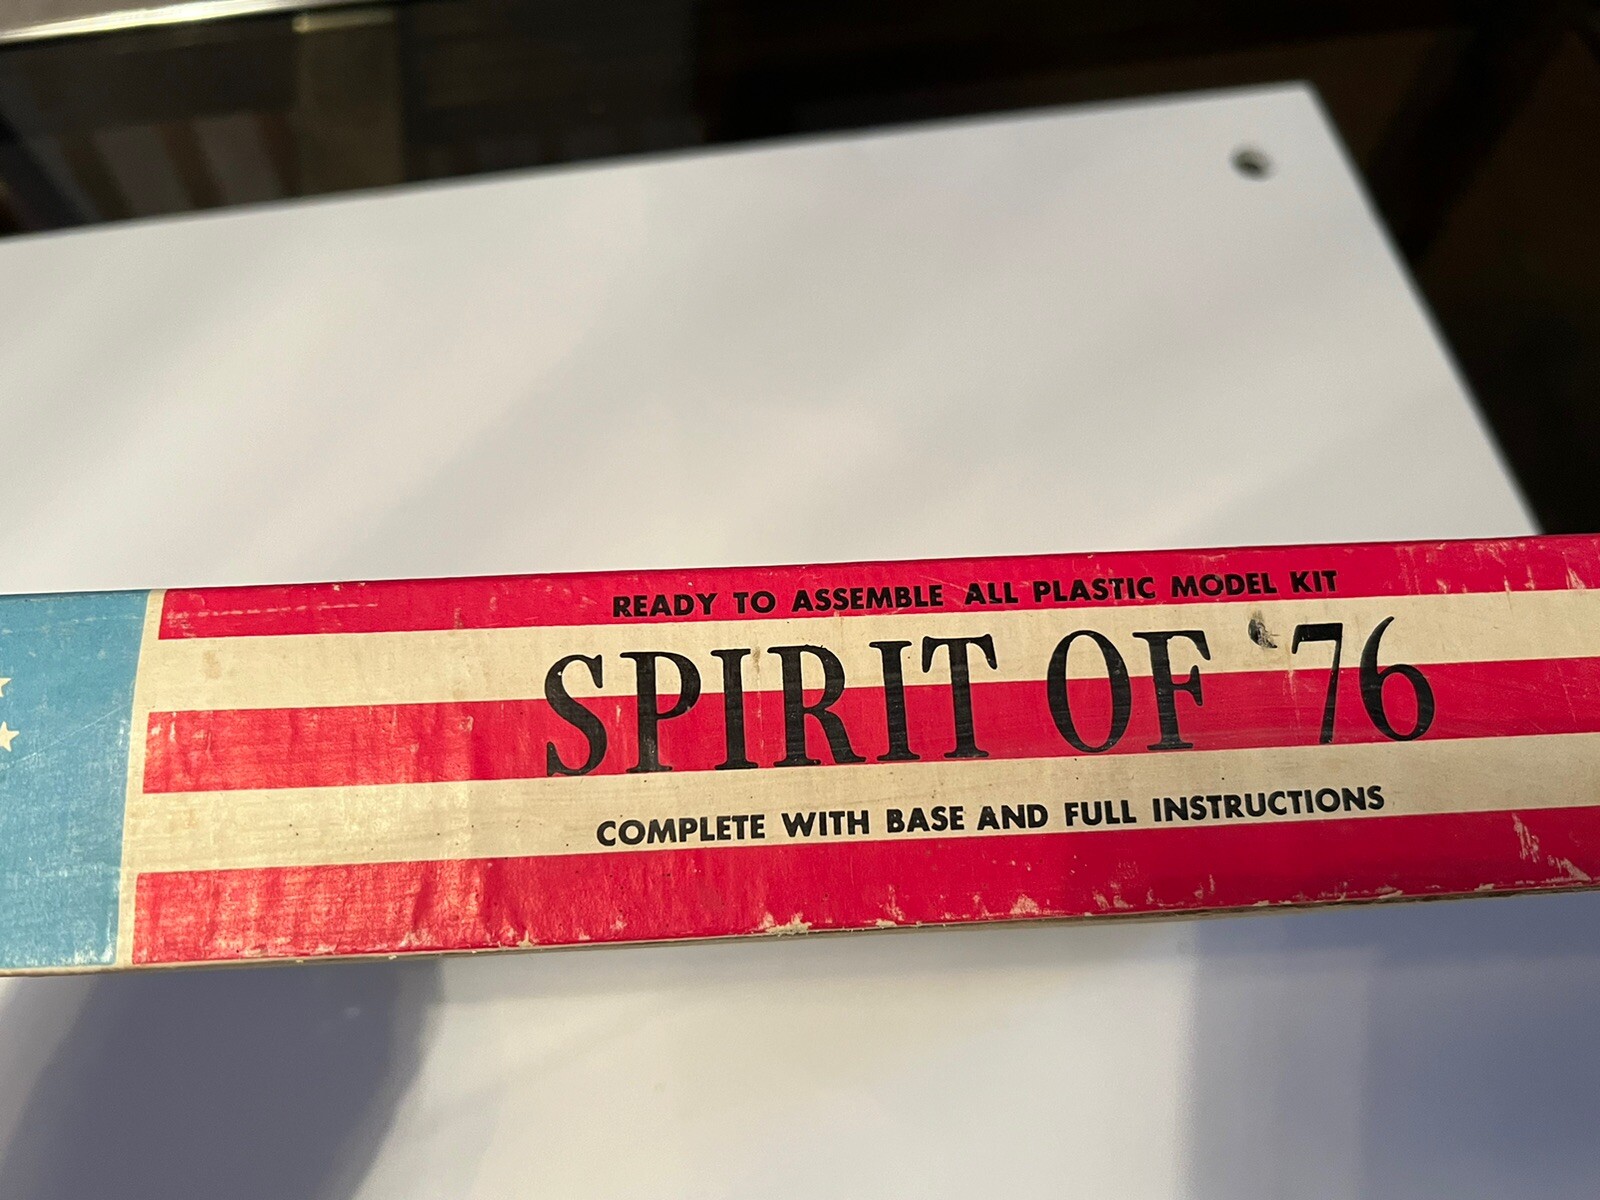 READY TO ASSEMBLE ALL PLASTIC MODEL KIT
SPIRIT OF '76
COMPLETE WITH BASE AND FULL INSTRUCTIONS